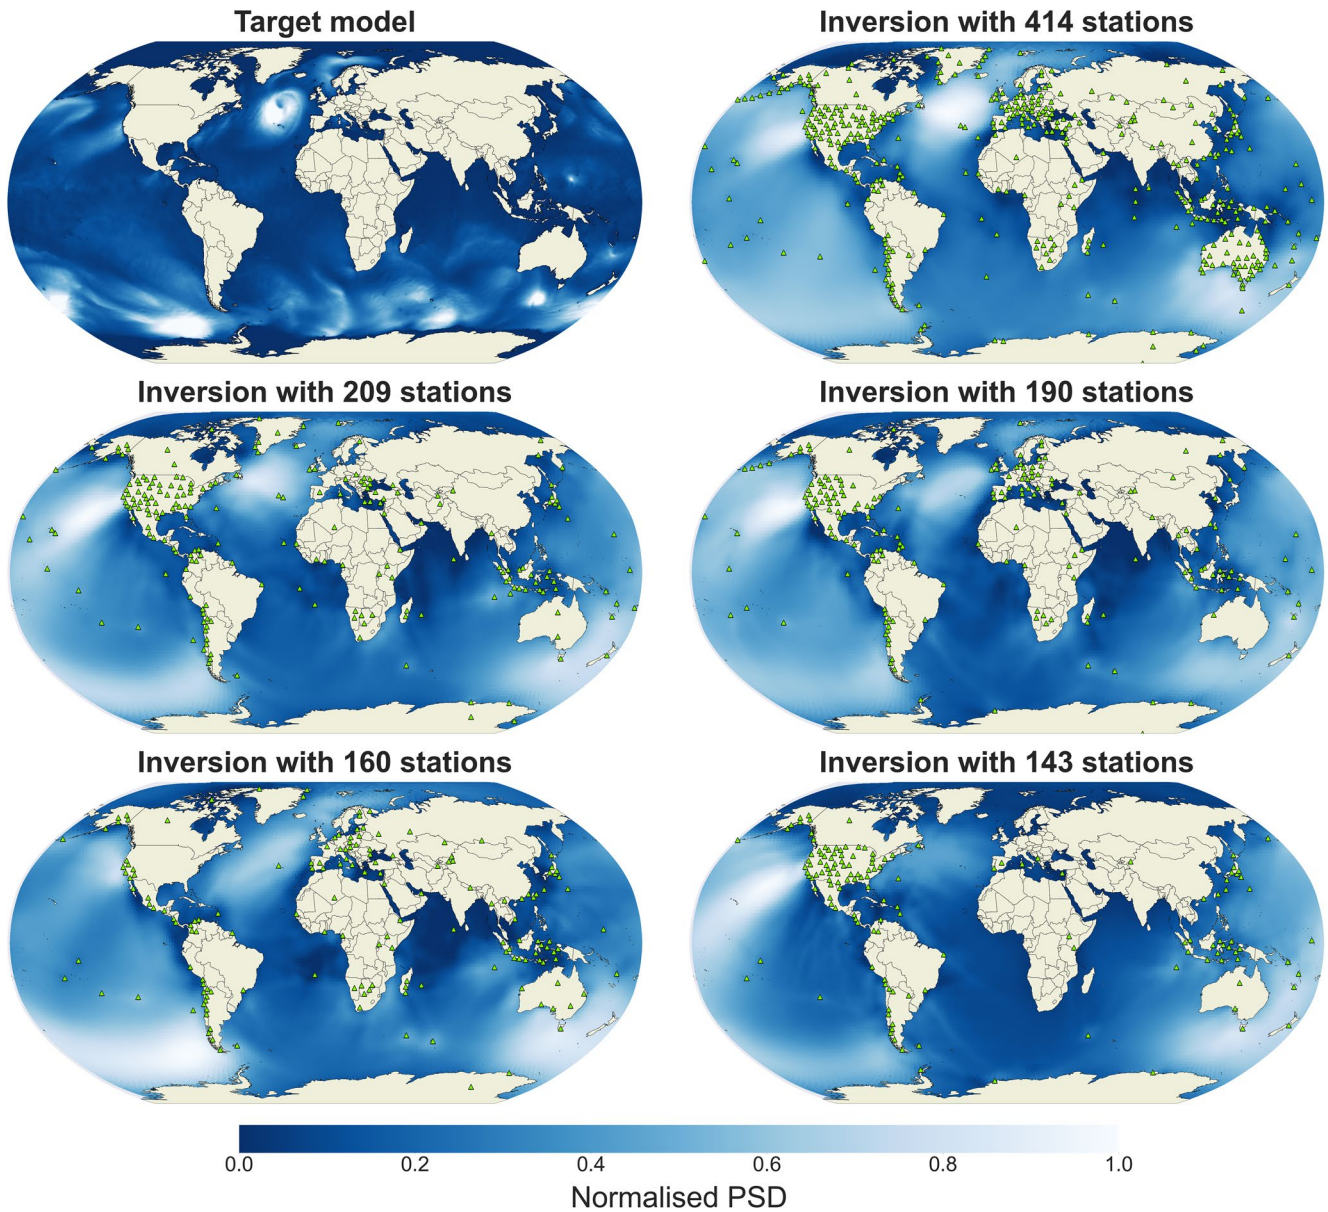 Target model
Inversion with 414 stations
Inversion with 209 stations
Inversion with 190 stations
Inversion with 160 stations
Inversion with 143 stations
0.0 0.2 0.4 0.6 0.8 1.0
Normalised PSD